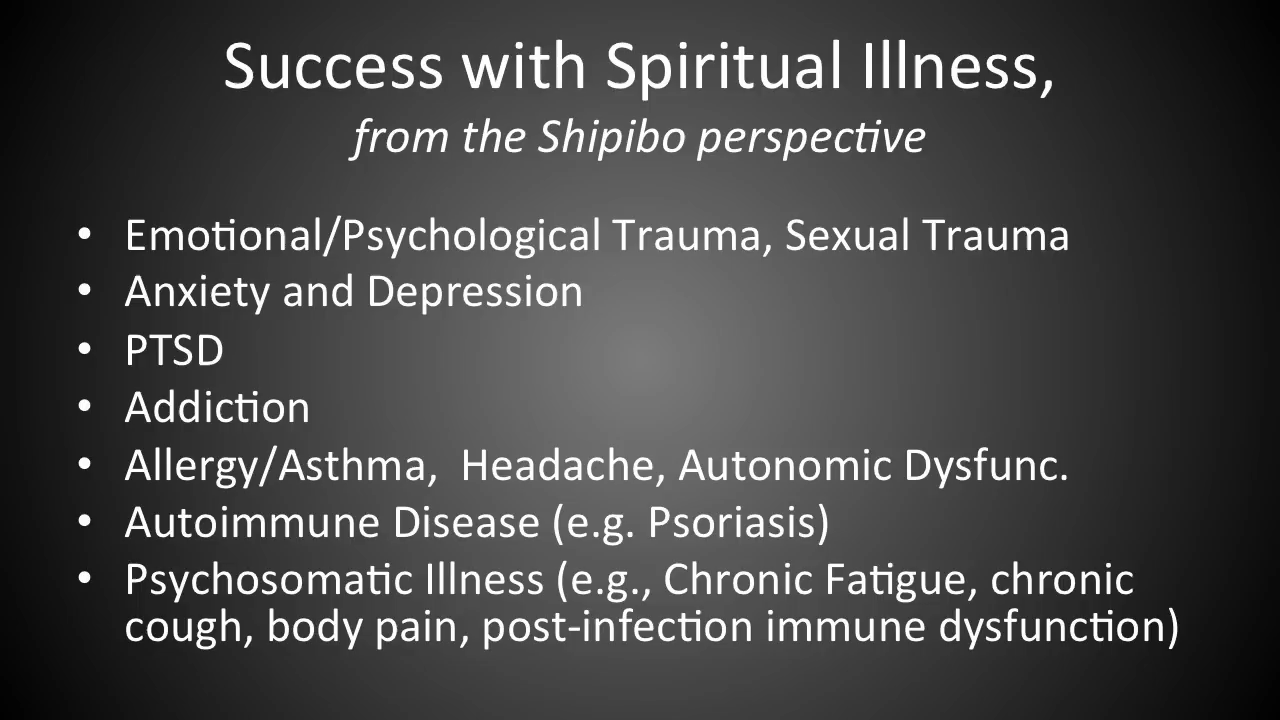 Success with Spiritual Illness,
from the Shipibo perspective
• Emotional/Psychological Trauma, Sexual Trauma
• Anxiety and Depression
• PTSD
• Addiction
• Allergy/Asthma,  Headache, Autonomic Dysfunc.
• Autoimmune Disease (e.g. Psoriasis)
• Psychosomatic Illness (e.g., Chronic Fatigue, chronic
cough, body pain, post-infection immune dysfunction)